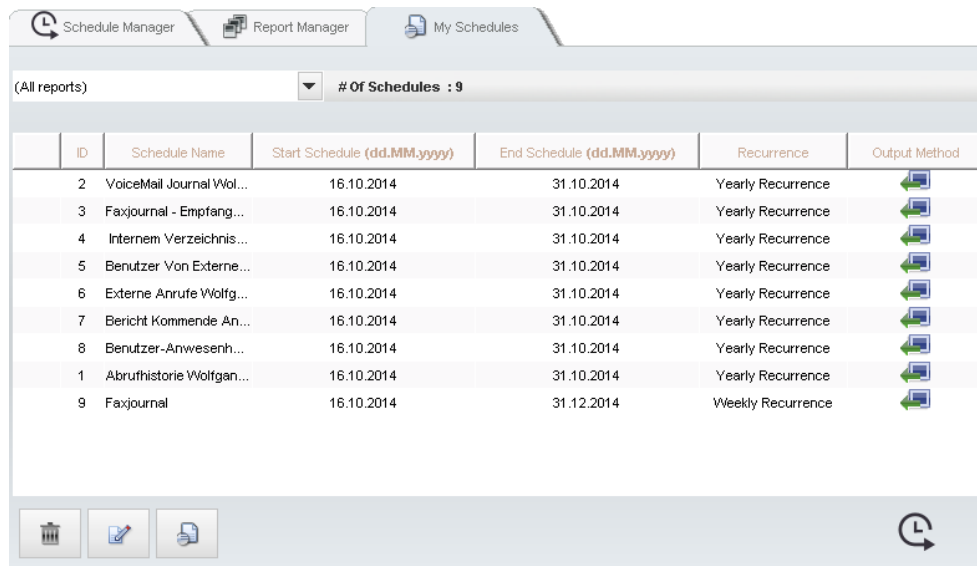 Schedule Manager Report Manager My Schedules
(All reports) # Of Schedules : 9
ID Schedule Name Start Schedule (dd.MM.yyyy) End Schedule (dd.MM.yyyy) Recurrence Output Method
2 VoiceMail Journal Wol... 16.10.2014 31.10.2014 Yearly Recurrence
3 Faxjournal - Empfang... 16.10.2014 31.10.2014 Yearly Recurrence
4 Internem Verzeichnis... 16.10.2014 31.10.2014 Yearly Recurrence
5 Benutzer Von Externe... 16.10.2014 31.10.2014 Yearly Recurrence
6 Externe Anrufe Wolfg... 16.10.2014 31.10.2014 Yearly Recurrence
7 Bericht Kommende An... 16.10.2014 31.10.2014 Yearly Recurrence
8 Benutzer-Anwesenh... 16.10.2014 31.10.2014 Yearly Recurrence
1 Abrufhistorie Wolfgan... 16.10.2014 31.10.2014 Yearly Recurrence
9 Faxjournal 16.10.2014 31.12.2014 Weekly Recurrence